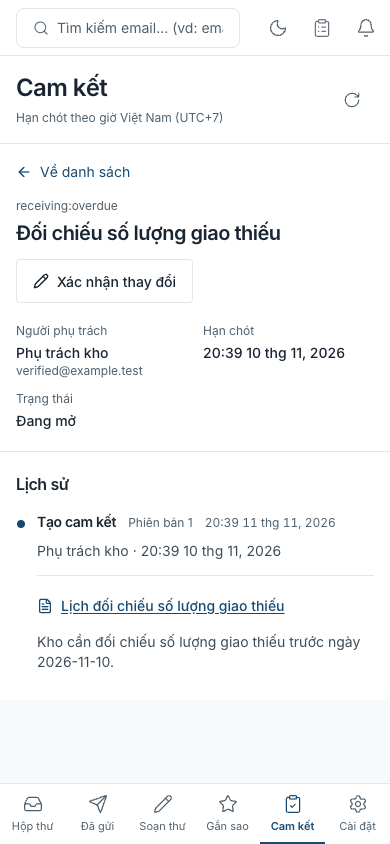 Tìm kiếm email... (vd: em
Cam kết
Hạn chót theo giờ Việt Nam (UTC+7)
Về danh sách
receiving:overdue
Đối chiếu số lượng giao thiếu
Xác nhận thay đổi
Người phụ trách
Hạn chót
Phụ trách kho
20:39 10 thg 11, 2026
verified@example.test
Trạng thái
Đang mở
Lịch sử
Tạo cam kết Phiên bản 1 20:39 11 thg 11, 2026
Phụ trách kho · 20:39 10 thg 11, 2026
Lịch đối chiếu số lượng giao thiếu
Kho cần đối chiếu số lượng giao thiếu trước ngày
2026-11-10.
Hộp thư Đã gửi Soạn thư Gắn sao Cam kết Cài đặt